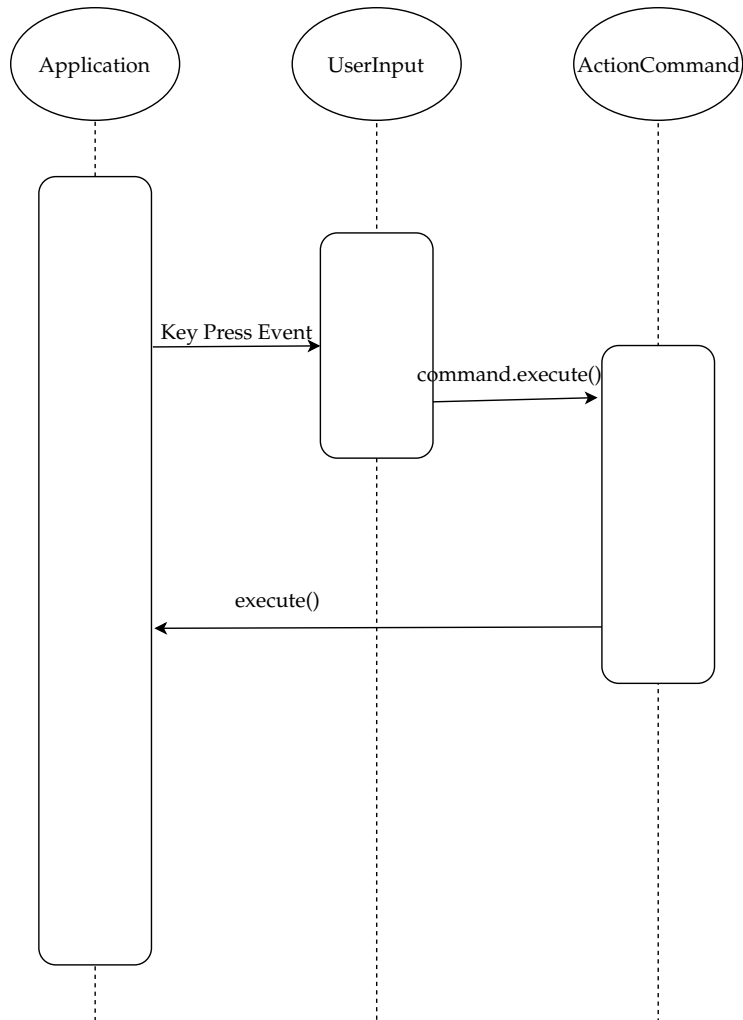 Application
UserInput
ActionCommand
Key Press Event
command.execute()
execute()